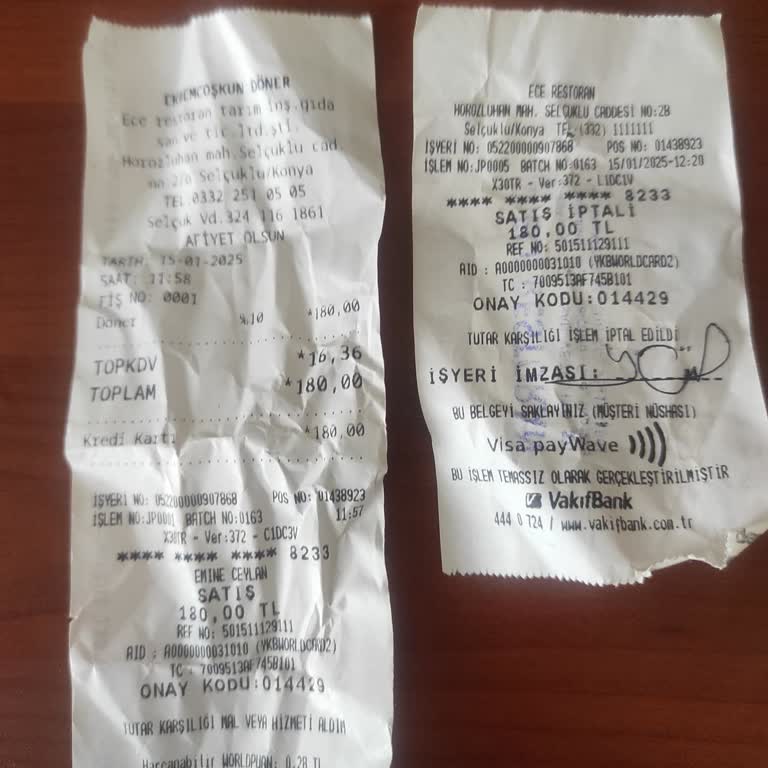 EKREMCOŞKUN DÖNER
Ece restoran tarım inş.gıda
san ve tic.ltd.şti.
Horozluhan mah.Selçuklu cad.
no:2/b Selçuklu/Konya
TEL 0332 251 05 05
Selçuk Vd.324 116 1861
AFİYET OLSUN
TARİH: 15-01-2025
SAAT: 11:58
FİŞ NO: 0001
Döner %10 *180,00
TOPKDV *16,36
TOPLAM *180,00
Kredi Kartı *180,00
İŞYERİ NO: 052200000907868 POS NO: 01438923
İŞLEM NO:JP0001 BATCH NO:0163 11:57
X30TR - Ver:372 - C1DC3V
**** **** **** 8233
EMINE CEYLAN
SATIŞ
180,00 TL
REF NO: 501511129111
AID : A0000000031010 (YKBWORLDCARD2)
TC : 7009513AF745B101
ONAY KODU:014429
TUTAR KARŞILIĞI MAL VEYA HİZMETİ ALDIM
Harcanabilir WORLDPUAN: 0,28 TL
ECE RESTORAN
HOROZLUHAN MAH. SELÇUKLU CADDESİ NO:2B
Selçuklu/Konya TEL (332) 1111111
İŞYERİ NO: 052200000907868 POS NO: 01438923
İŞLEM NO:JP0005 BATCH NO:0163 15/01/2025-12:20
X30TR - Ver:372 - L1DC1V
**** **** **** 8233
SATIŞ İPTALİ
180,00 TL
REF NO: 501511129111
AID : A0000000031010 (YKBWORLDCARD2)
TC : 7009513AF745B101
ONAY KODU:014429
TUTAR KARŞILIĞI İŞLEM İPTAL EDİLDİ
İŞYERİ İMZASI:
BU BELGEYİ SAKLAYINIZ (MÜŞTERİ NÜSHASI)
Visa payWave
BU İŞLEM TEMASSIZ OLARAK GERÇEKLEŞTİRİLMİŞTİR
VakıfBank
444 0 724 / www.vakifbank.com.tr